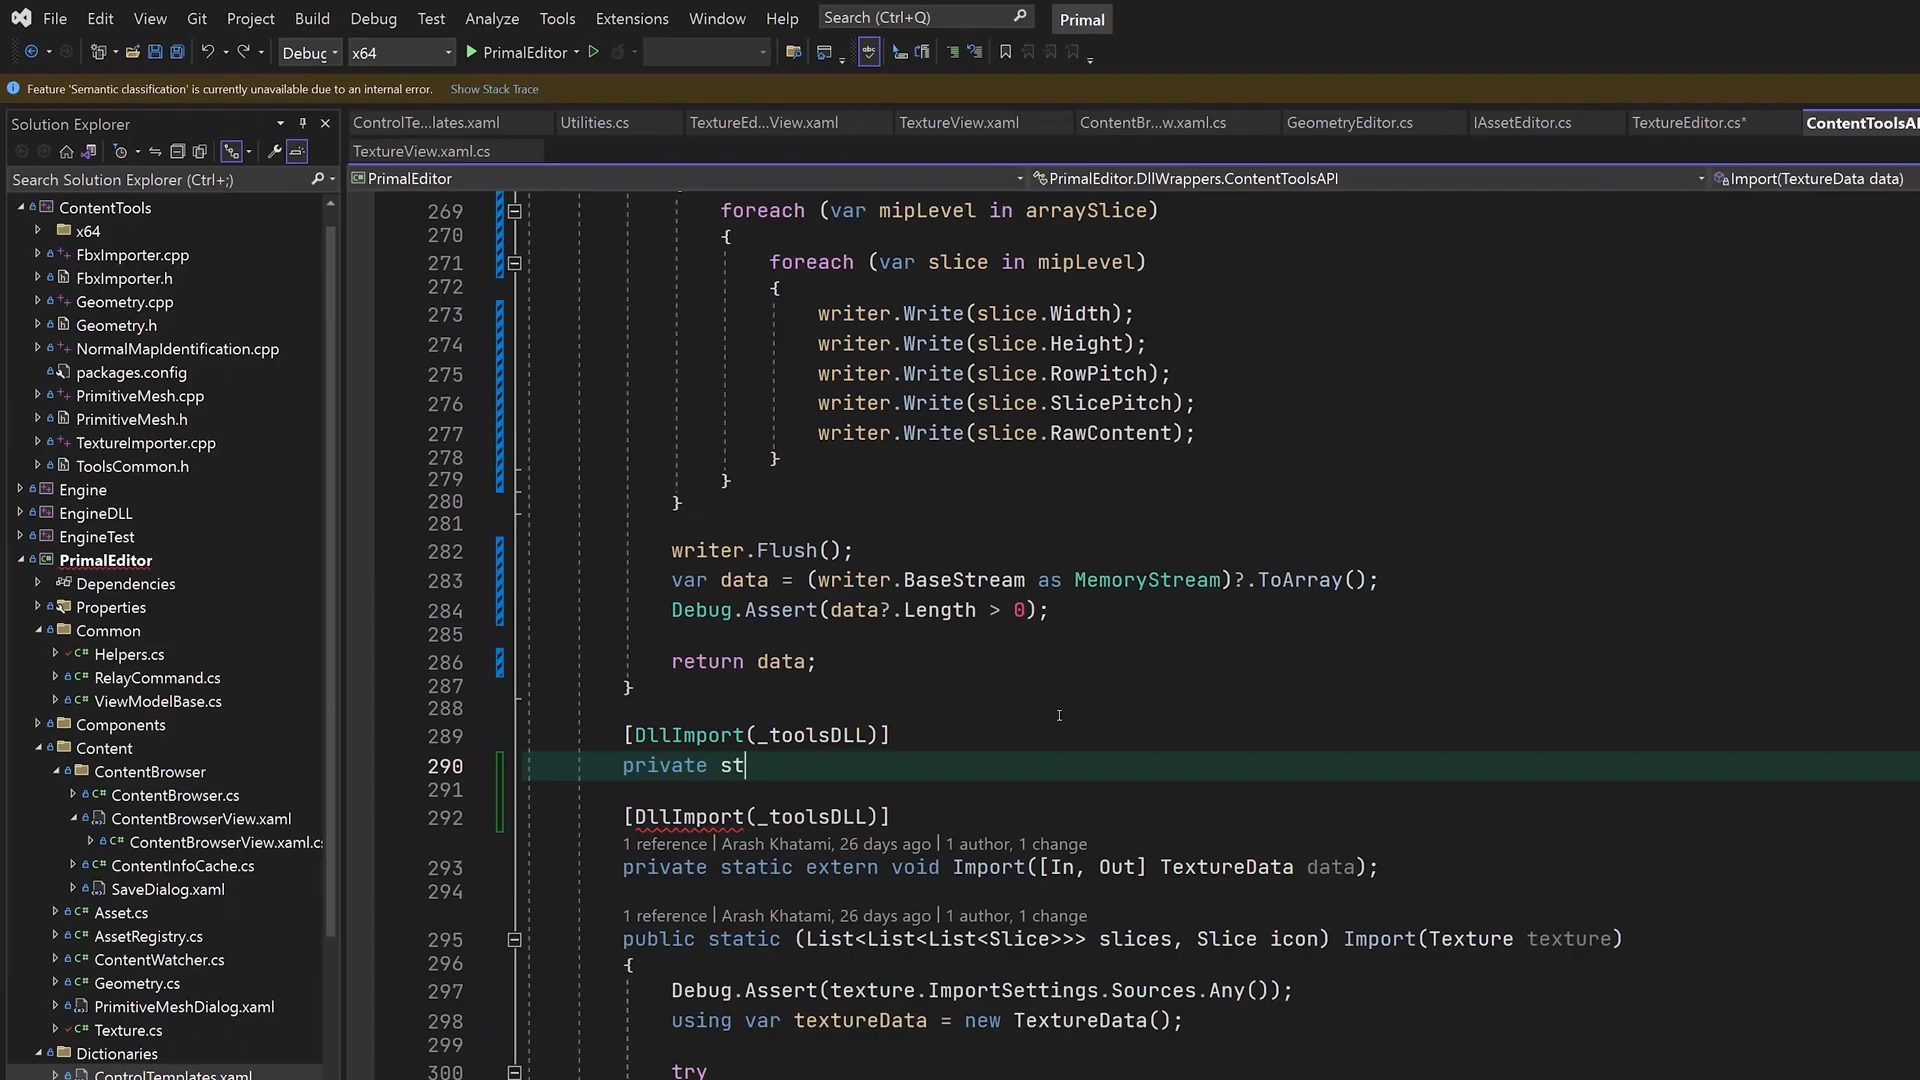 File Edit View Git Project Build Debug Test Analyze Tools Extensions Window Help Search (Ctrl+Q) Primal
Debug x64 PrimalEditor
Feature 'Semantic classification' is currently unavailable due to an internal error. Show Stack Trace
Solution Explorer
Search Solution Explorer (Ctrl+;)
ContentTools
x64
FbxImporter.cpp
FbxImporter.h
Geometry.cpp
Geometry.h
NormalMapIdentification.cpp
packages.config
PrimitiveMesh.cpp
PrimitiveMesh.h
TextureImporter.cpp
ToolsCommon.h
Engine
EngineDLL
EngineTest
PrimalEditor
Dependencies
Properties
Common
Helpers.cs
RelayCommand.cs
ViewModelBase.cs
Components
Content
ContentBrowser
ContentBrowser.cs
ContentBrowserView.xaml
ContentBrowserView.xaml.cs
ContentInfoCache.cs
SaveDialog.xaml
Asset.cs
AssetRegistry.cs
ContentWatcher.cs
Geometry.cs
PrimitiveMeshDialog.xaml
Texture.cs
Dictionaries
ControlTemplates.xaml
ControlTe...lates.xaml Utilities.cs TextureEd...View.xaml TextureView.xaml ContentBr...w.xaml.cs GeometryEditor.cs IAssetEditor.cs TextureEditor.cs* ContentToolsAPI
TextureView.xaml.cs
PrimalEditor PrimalEditor.DllWrappers.ContentToolsAPI Import(TextureData data)
269 foreach (var mipLevel in arraySlice)
270 {
271 foreach (var slice in mipLevel)
272 {
273 writer.Write(slice.Width);
274 writer.Write(slice.Height);
275 writer.Write(slice.RowPitch);
276 writer.Write(slice.SlicePitch);
277 writer.Write(slice.RawContent);
278 }
279 }
280 }
281
282 writer.Flush();
283 var data = (writer.BaseStream as MemoryStream)?.ToArray();
284 Debug.Assert(data?.Length > 0);
285
286 return data;
287 }
288
289 [DllImport(_toolsDLL)]
290 private st
291
292 [DllImport(_toolsDLL)]
1 reference | Arash Khatami, 26 days ago | 1 author, 1 change
293 private static extern void Import([In, Out] TextureData data);
294
1 reference | Arash Khatami, 26 days ago | 1 author, 1 change
295 public static (List<List<List<Slice>>> slices, Slice icon) Import(Texture texture)
296 {
297 Debug.Assert(texture.ImportSettings.Sources.Any());
298 using var textureData = new TextureData();
299
300 try